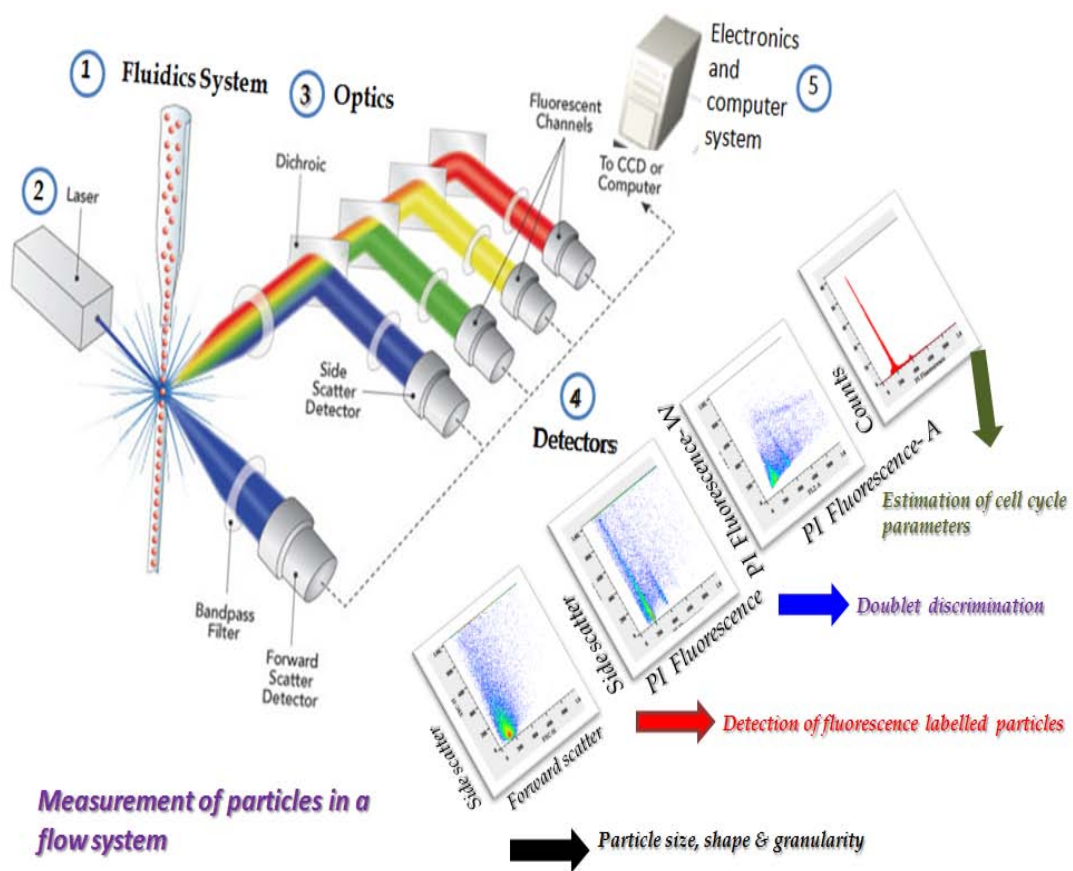 1
Fluidics System
2
Laser
3
Optics
Dichroic
Fluorescent
Channels
Electronics
and
computer
system
5
To CCD or
Computer
Side
Scatter
Detector
4
Detectors
Bandpass
Filter
Forward
Scatter
Detector
Counts
PI Fluorescence- A
PI Fluorescence- W
Side scatter
PI Fluorescence
Side scatter
Forward scatter
Estimation of cell cycle
parameters
Doublet discrimination
Detection of fluorescence labelled particles
Particle size, shape & granularity
Measurement of particles in a
flow system